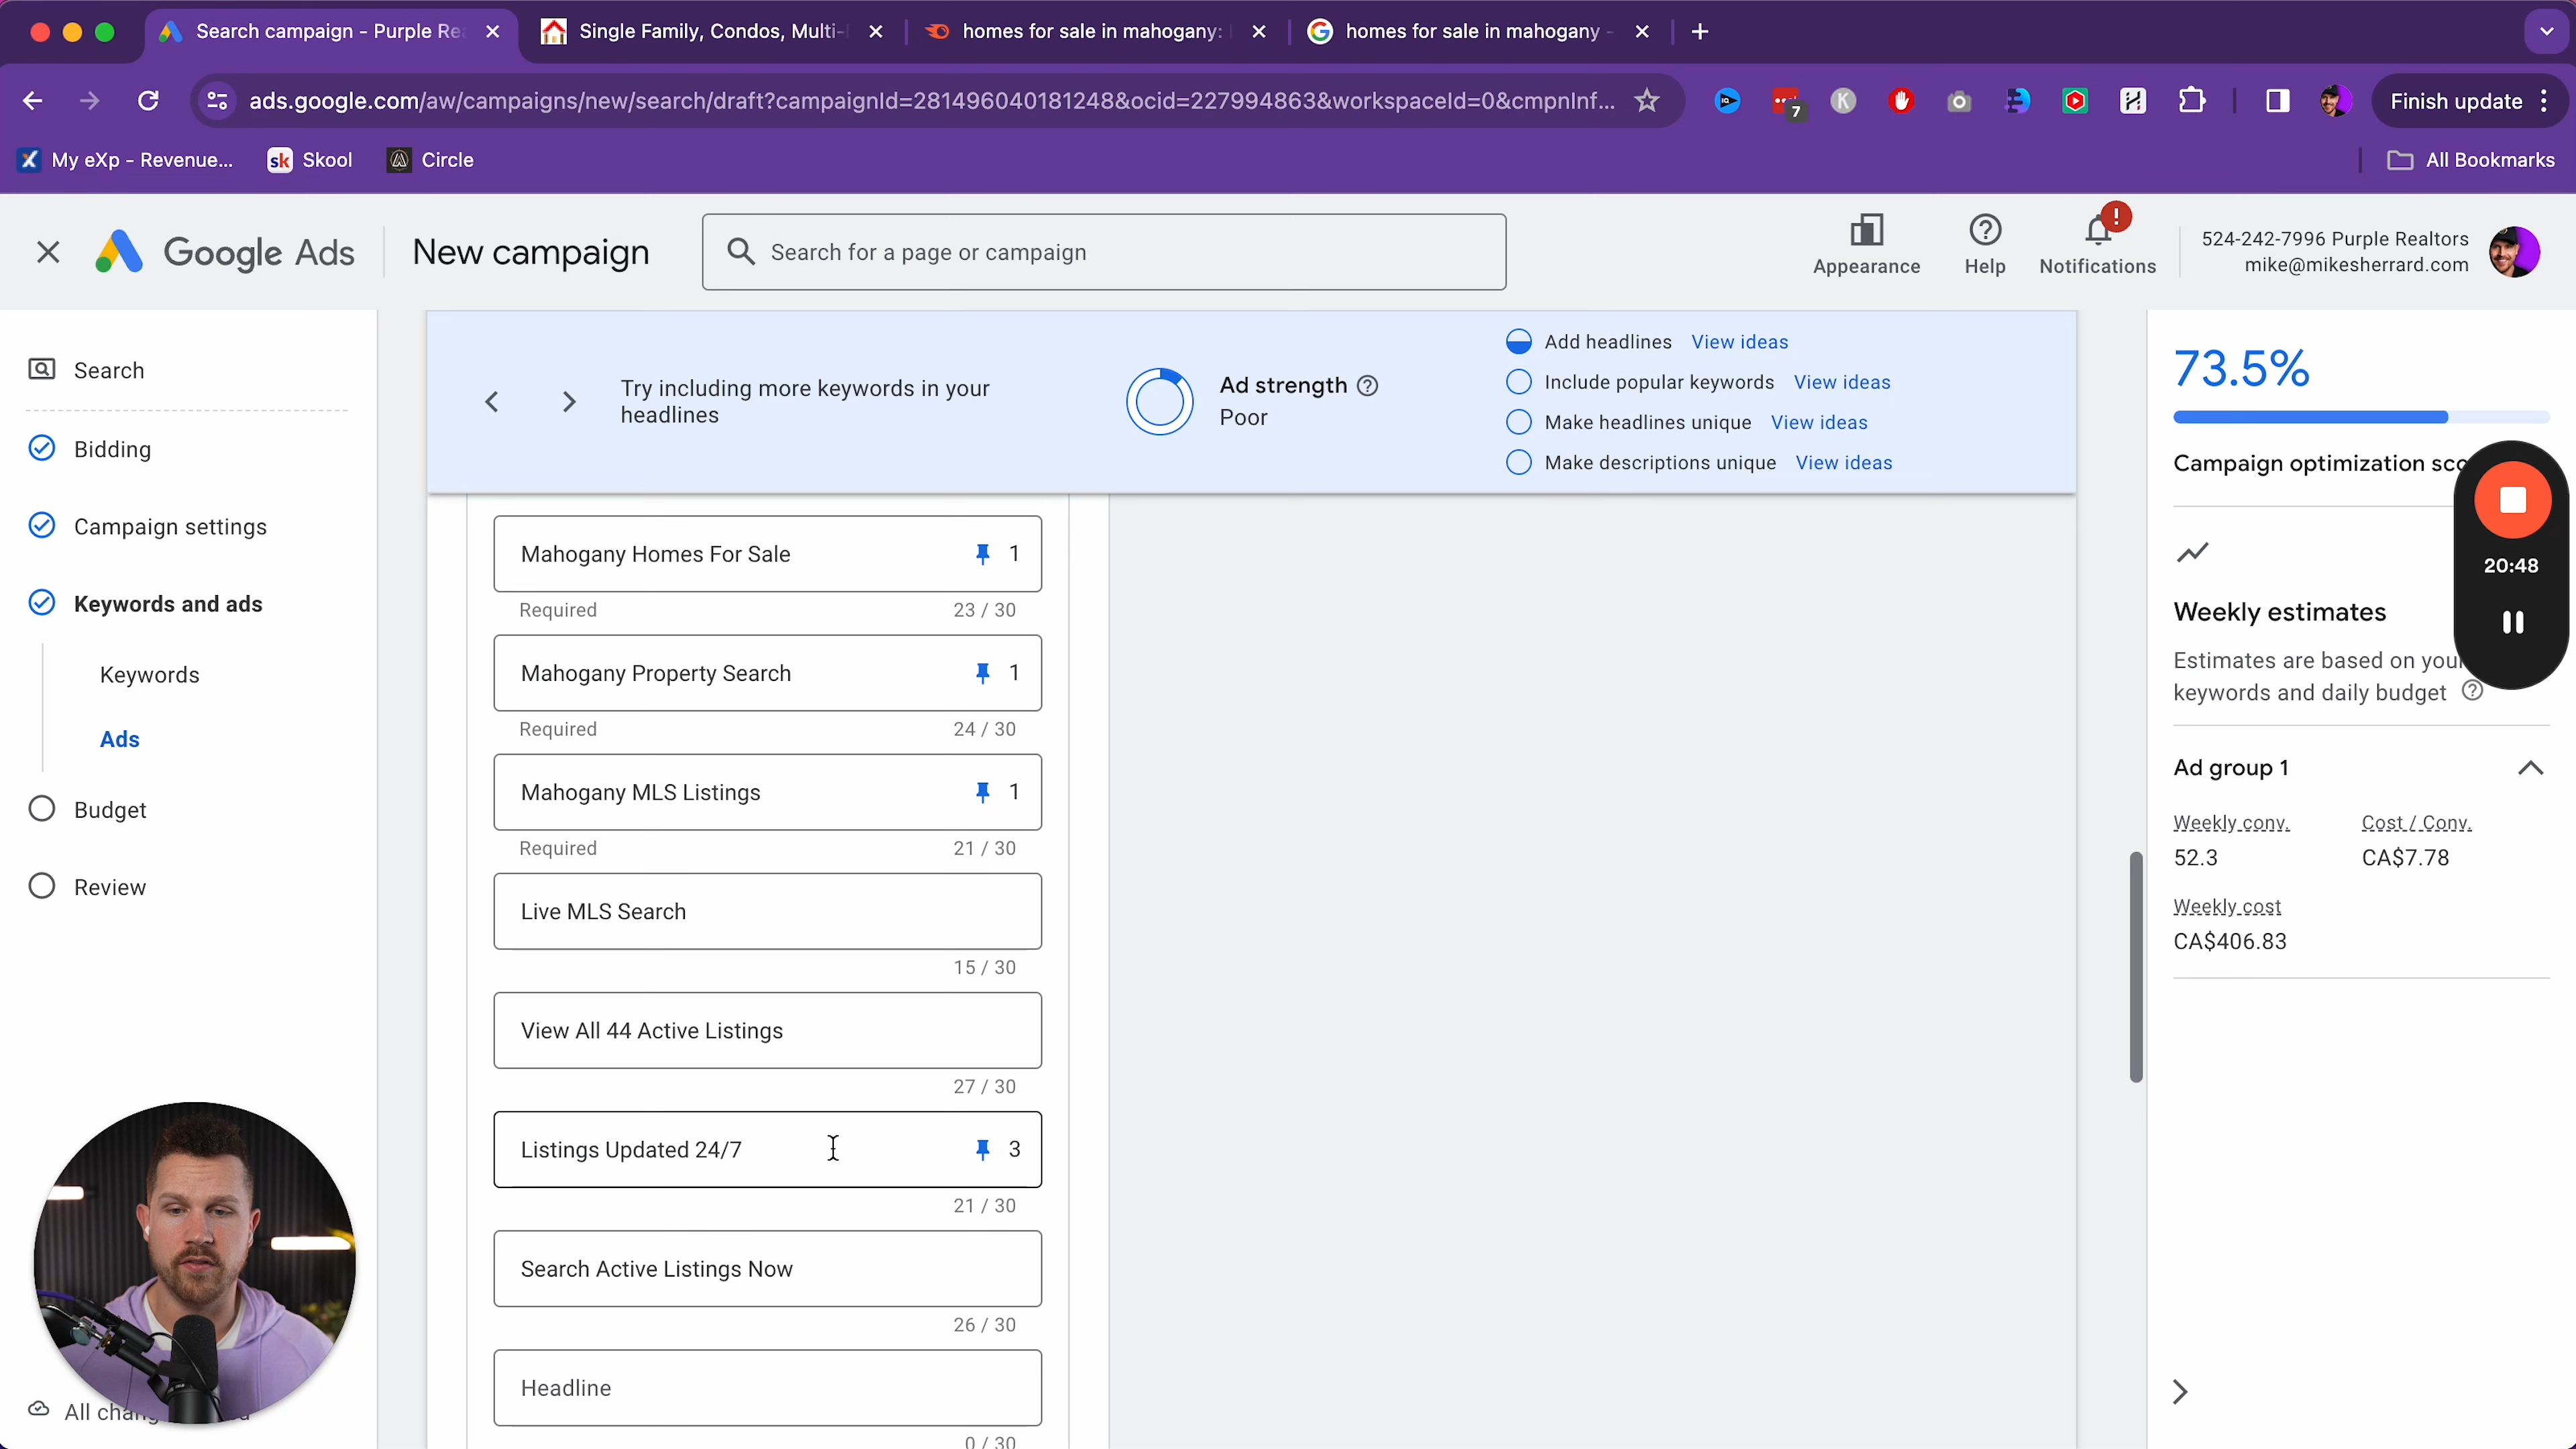 Search campaign - Purple Re
Single Family, Condos, Multi-
homes for sale in mahogany:
homes for sale in mahogany -
ads.google.com/aw/campaigns/new/search/draft?campaignId=281496040181248&ocid=227994863&workspaceId=0&cmpnInf...
7
Finish update
My eXp - Revenue...
sk Skool
Circle
All Bookmarks
Google Ads
New campaign
Search for a page or campaign
Appearance
Help
Notifications
524-242-7996 Purple Realtors
mike@mikesherrard.com
Search
Bidding
Campaign settings
Keywords and ads
Keywords
Ads
Budget
Review
Try including more keywords in your
headlines
Ad strength
Poor
Add headlines View ideas
Include popular keywords View ideas
Make headlines unique View ideas
Make descriptions unique View ideas
Mahogany Homes For Sale 1
Required 23 / 30
Mahogany Property Search 1
Required 24 / 30
Mahogany MLS Listings 1
Required 21 / 30
Live MLS Search
15 / 30
View All 44 Active Listings
27 / 30
Listings Updated 24/7 3
21 / 30
Search Active Listings Now
26 / 30
Headline
0 / 30
73.5%
Campaign optimization sco
20:48
Weekly estimates
Estimates are based on your
keywords and daily budget
Ad group 1
Weekly conv. Cost / Conv.
52.3 CA$7.78
Weekly cost
CA$406.83
All chang